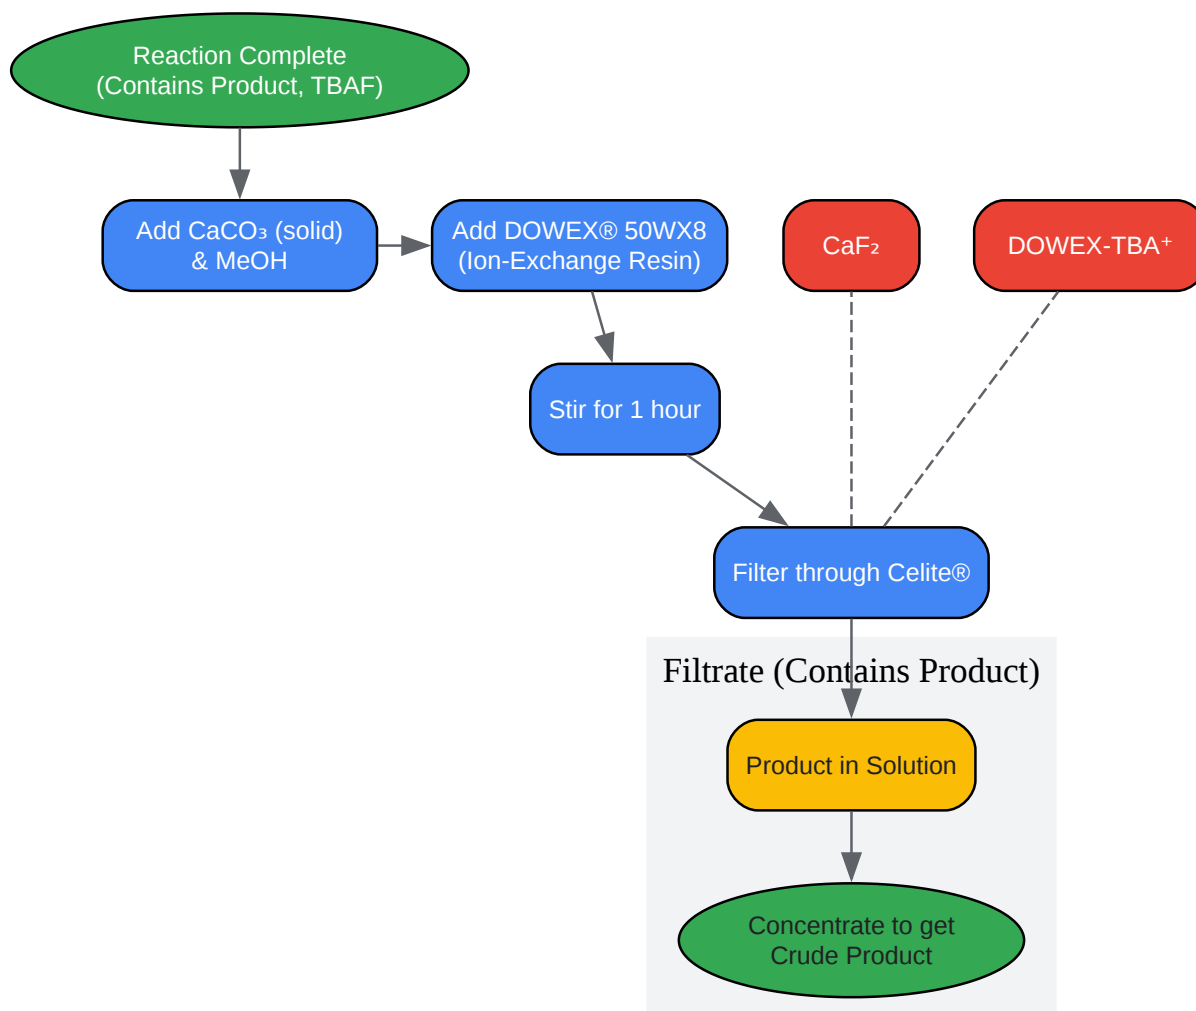 Reaction Complete
(Contains Product, TBAF)
Add CaCO₃ (solid)
& MeOH
Add DOWEX® 50WX8
(Ion-Exchange Resin)
CaF₂
DOWEX-TBA⁺
Stir for 1 hour
Filter through Celite®
Filtrate (Contains Product)
Product in Solution
Concentrate to get
Crude Product